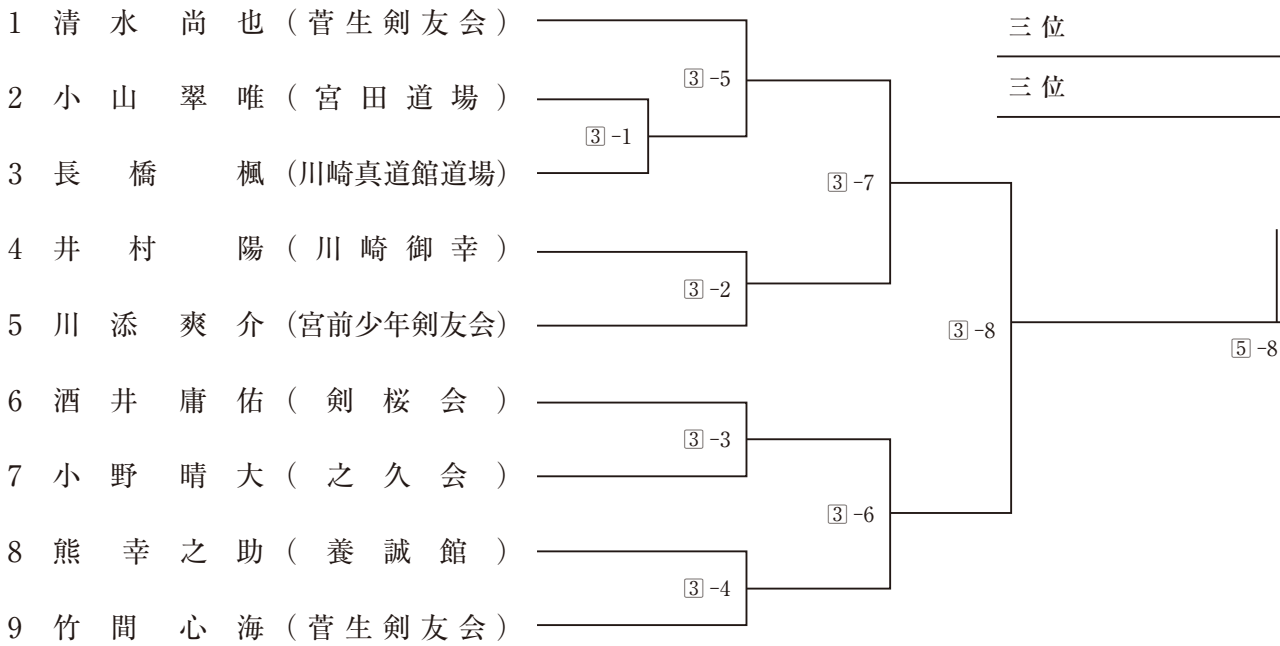 1 清水 尚也 (菅生剣友会)
三位
3-5
2 小山 翠唯 (宮田道場)
三位
3-1
3 長橋 楓 (川崎真道館道場)
3-7
4 井村 陽 (川崎御幸)
3-2
5 川添 爽介 (宮前少年剣友会)
3-8
5-8
6 酒井 庸佑 (剣桜会)
3-3
7 小野 晴大 (之久会)
3-6
8 熊 幸之助 (養誠館)
3-4
9 竹間 心海 (菅生剣友会)